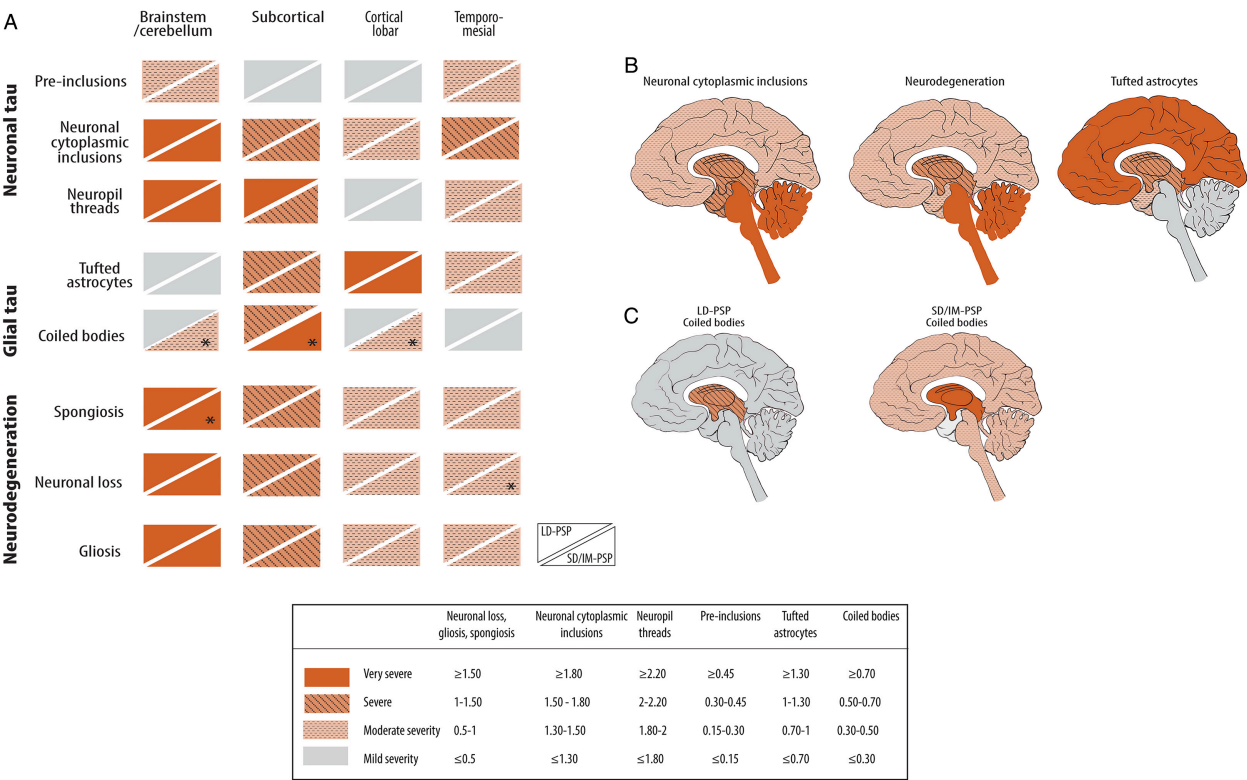 A
Brainstem
/cerebellum
Subcortical
Cortical
lobar
Temporo-
mesial
Neuronal tau
Pre-inclusions
Neuronal
cytoplasmic
inclusions
Neuropil
threads
Glial tau
Tufted
astrocytes
Coiled bodies
*
*
*
Neurodegeneration
Spongiosis
*
Neuronal loss
*
Gliosis
LD-PSP
SD/IM-PSP
B
Neuronal cytoplasmic inclusions
Neurodegeneration
Tufted astrocytes
C
LD-PSP
Coiled bodies
SD/IM-PSP
Coiled bodies
Neuronal loss,
gliosis, spongiosis
Neuronal cytoplasmic
inclusions
Neuropil
threads
Pre-inclusions
Tufted
astrocytes
Coiled bodies
Very severe ≥1.50 ≥1.80 ≥2.20 ≥0.45 ≥1.30 ≥0.70
Severe 1-1.50 1.50 - 1.80 2-2.20 0.30-0.45 1-1.30 0.50-0.70
Moderate severity 0.5-1 1.30-1.50 1.80-2 0.15-0.30 0.70-1 0.30-0.50
Mild severity ≤0.5 ≤1.30 ≤1.80 ≤0.15 ≤0.70 ≤0.30